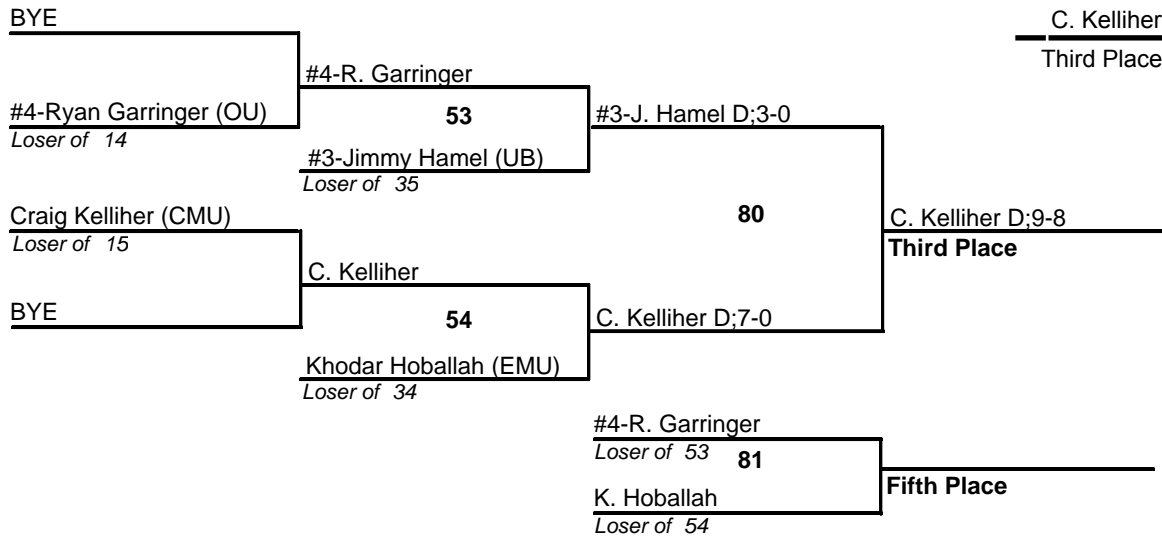 BYE
C. Kelliher
Third Place
#4-R. Garringer
#4-Ryan Garringer (OU)
Loser of 14
53
#3-J. Hamel D;3-0
#3-Jimmy Hamel (UB)
Loser of 35
Craig Kelliher (CMU)
Loser of 15
80
C. Kelliher D;9-8
Third Place
C. Kelliher
BYE
54
C. Kelliher D;7-0
Khodar Hoballah (EMU)
Loser of 34
#4-R. Garringer
Loser of 53
81
Fifth Place
K. Hoballah
Loser of 54